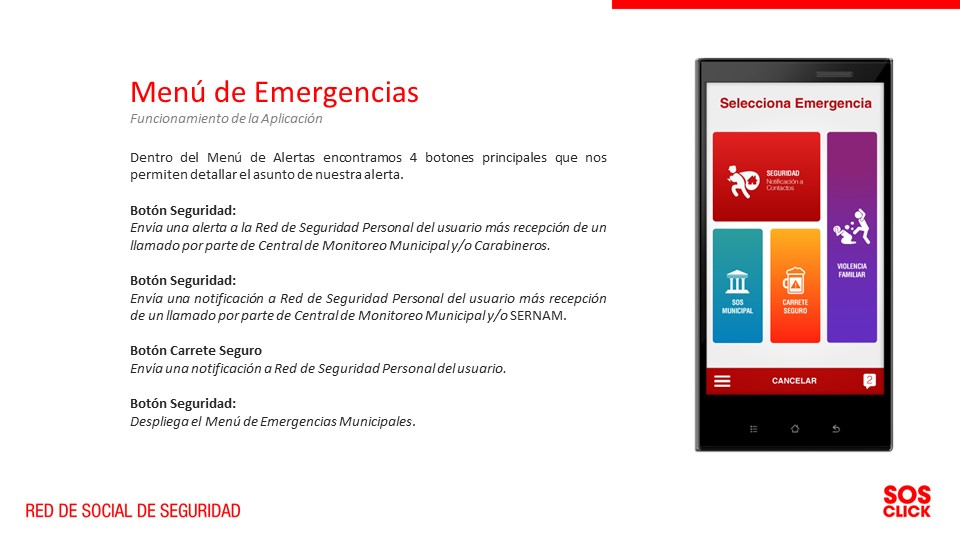 Menú de Emergencias
Funcionamiento de la Aplicación
Dentro del Menú de Alertas encontramos 4 botones principales que nos
permiten detallar el asunto de nuestra alerta.
Botón Seguridad:
Envía una alerta a la Red de Seguridad Personal del usuario más recepción de un
llamado por parte de Central de Monitoreo Municipal y/o Carabineros.
Botón Seguridad:
Envía una notificación a Red de Seguridad Personal del usuario más recepción
de un llamado por parte de Central de Monitoreo Municipal y/o SERNAM.
Botón Carrete Seguro
Envía una notificación a Red de Seguridad Personal del usuario.
Botón Seguridad:
Despliega el Menú de Emergencias Municipales.
Selecciona Emergencia
SEGURIDAD
Notificación a
Contactos
VIOLENCIA
FAMILIAR
SOS
MUNICIPAL
CARRETE
SEGURO
CANCELAR
2
RED DE SOCIAL DE SEGURIDAD
SOS
CLICK